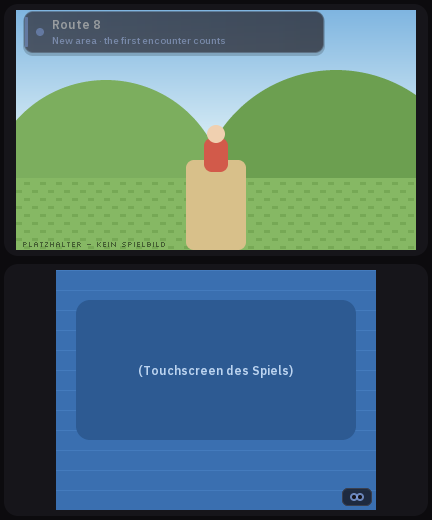 Route 8
New area · the first encounter counts
PLATZHALTER — KEIN SPIELBILD
(Touchscreen des Spiels)